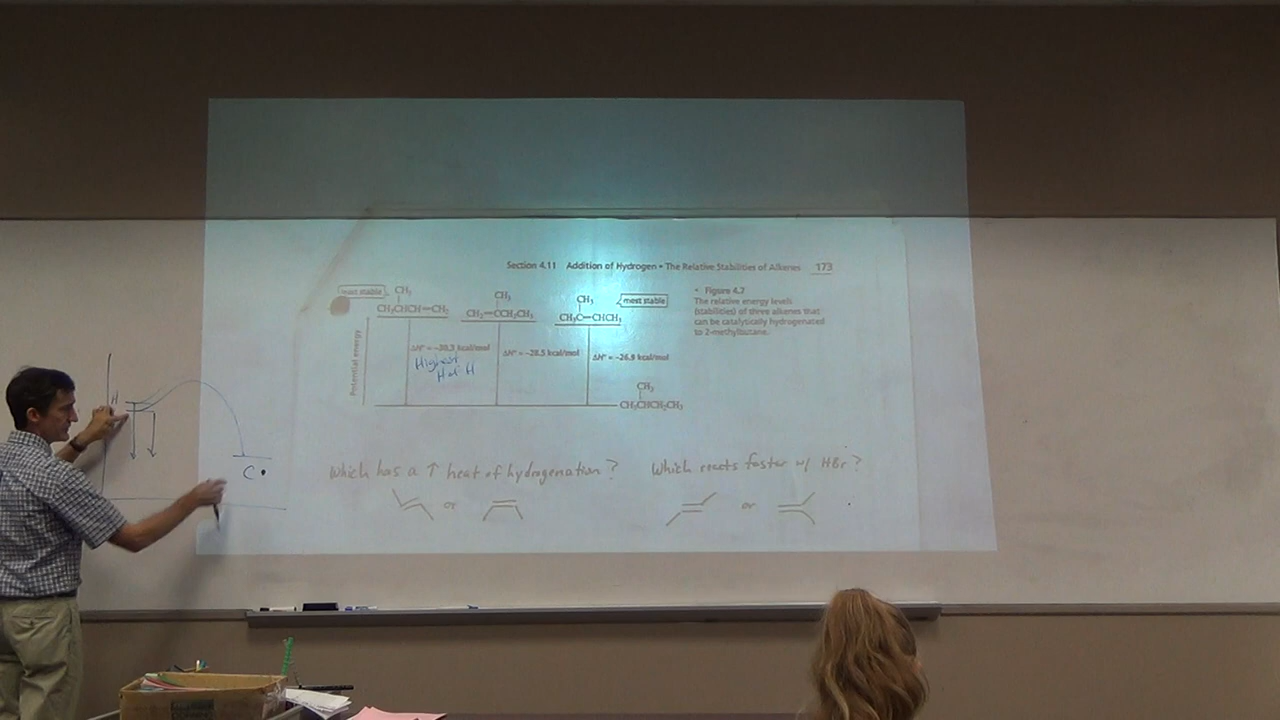 Section 4.11 Addition of Hydrogen • The Relative Stabilities of Alkenes 173
most stable
CH₃
CH₃CHCH=CH₂
CH₃
CH₂=CCH₂CH₃
CH₃
CH₃C=CHCH₃
most stable
• Figure 4.7
The relative energy levels
(stabilities) of three alkenes that
can be catalytically hydrogenated
to 2-methylbutane.
Potential energy
ΔH° = −30.3 kcal/mol
ΔH° = −28.5 kcal/mol
ΔH° = −26.9 kcal/mol
Highest
H of H
CH₃
CH₃CHCH₂CH₃
H
C
Which has a ↑ heat of hydrogenation?
or
Which reacts faster w/ HBr?
or